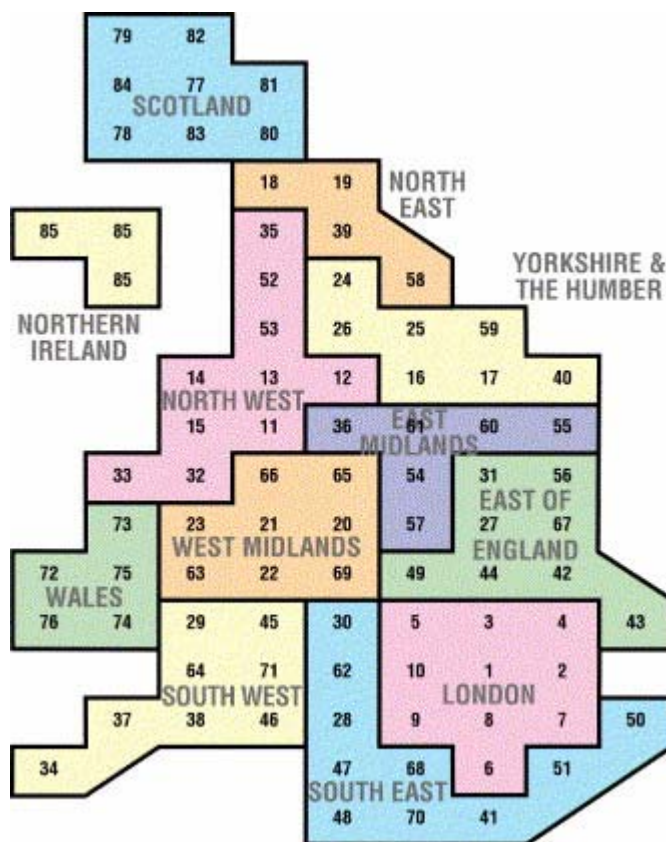 79 82
84 77 81
SCOTLAND
78 83 80
18 19
NORTH
EAST
85 85
35 39
85
52 24 58
YORKSHIRE &
THE HUMBER
NORTHERN
IRELAND
53 26 25 59
14 13 12 16 17 40
NORTH WEST
15 11 36 61 60 55
EAST
MIDLANDS
33 32 66 65 54 31 56
EAST OF
ENGLAND
73 23 21 20 57 27 67
WEST MIDLANDS
72 75 63 22 69 49 44 42
WALES
76 74 29 45 30 5 3 4 43
64 71 62 10 1 2
SOUTH WEST
LONDON
37 38 46 28 9 8 7 50
34 47 68 6 51
SOUTH EAST
48 70 41